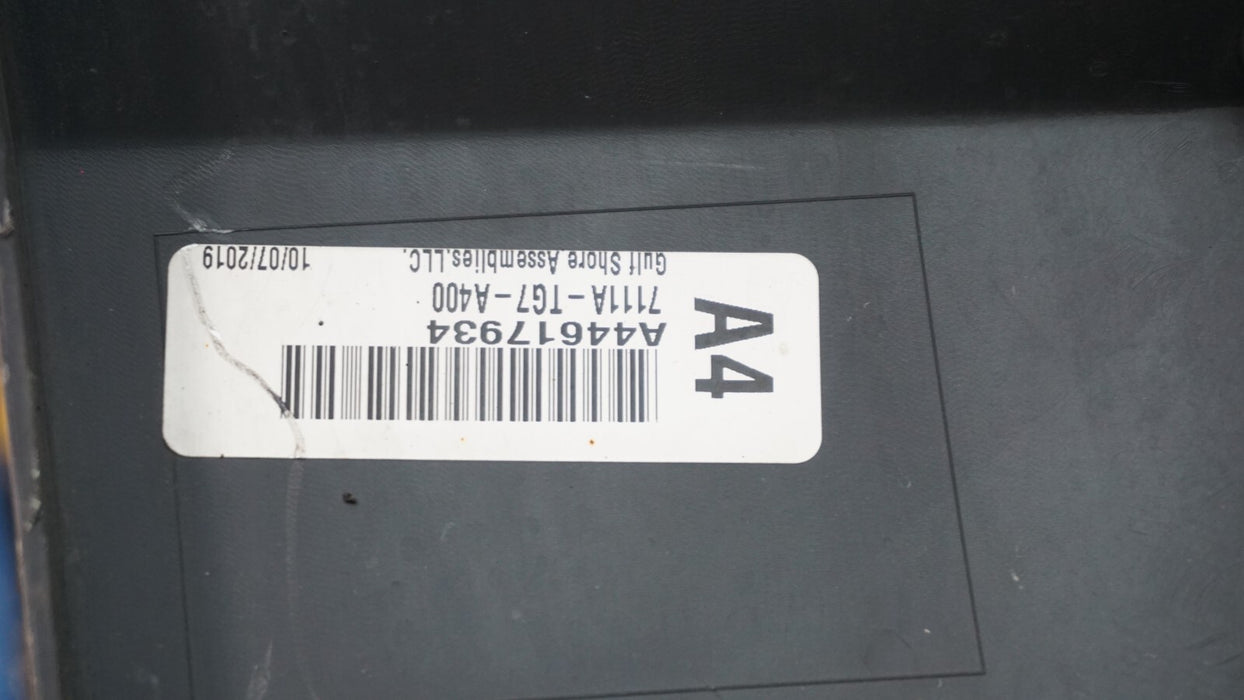 A4
A44617934
7111A-TG7-A400
Gulf Shore Assemblies,LLC. 10/07/2019